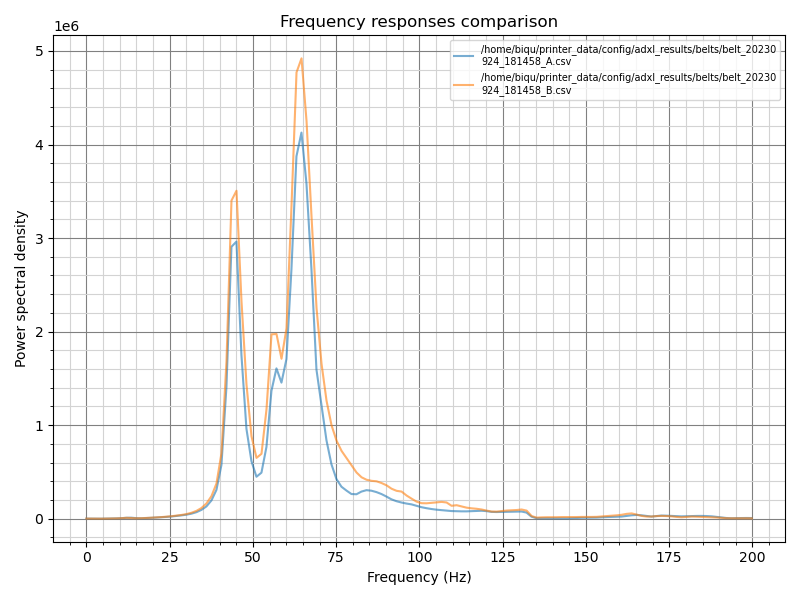 Frequency responses comparison
1e6
/home/biqu/printer_data/config/adxl_results/belts/belt_20230
924_181458_A.csv
/home/biqu/printer_data/config/adxl_results/belts/belt_20230
924_181458_B.csv
5
4
3
2
1
0
Power spectral density
0 25 50 75 100 125 150 175 200
Frequency (Hz)